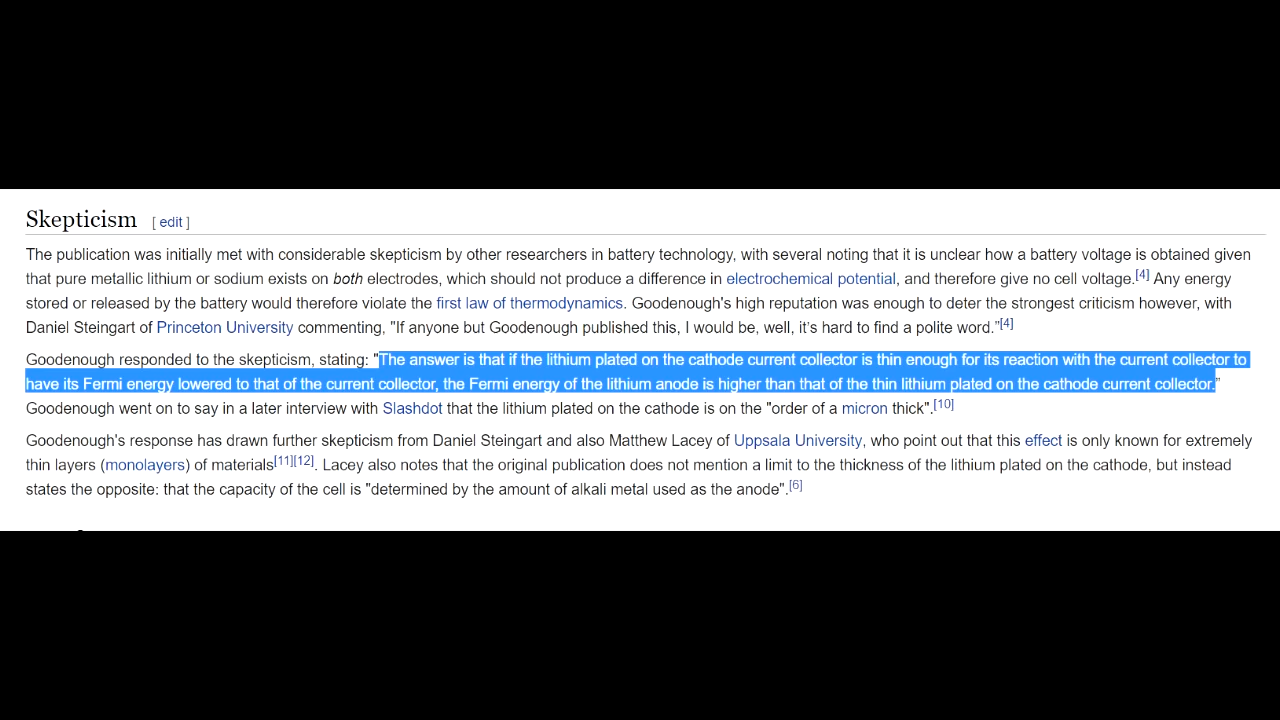 Skepticism [ edit ]
The publication was initially met with considerable skepticism by other researchers in battery technology, with several noting that it is unclear how a battery voltage is obtained given
that pure metallic lithium or sodium exists on both electrodes, which should not produce a difference in electrochemical potential, and therefore give no cell voltage.[4] Any energy
stored or released by the battery would therefore violate the first law of thermodynamics. Goodenough's high reputation was enough to deter the strongest criticism however, with
Daniel Steingart of Princeton University commenting, "If anyone but Goodenough published this, I would be, well, it's hard to find a polite word."[4]
Goodenough responded to the skepticism, stating: "The answer is that if the lithium plated on the cathode current collector is thin enough for its reaction with the current collector to
have its Fermi energy lowered to that of the current collector, the Fermi energy of the lithium anode is higher than that of the thin lithium plated on the cathode current collector."
Goodenough went on to say in a later interview with Slashdot that the lithium plated on the cathode is on the "order of a micron thick".[10]
Goodenough's response has drawn further skepticism from Daniel Steingart and also Matthew Lacey of Uppsala University, who point out that this effect is only known for extremely
thin layers (monolayers) of materials[11][12]. Lacey also notes that the original publication does not mention a limit to the thickness of the lithium plated on the cathode, but instead
states the opposite: that the capacity of the cell is "determined by the amount of alkali metal used as the anode".[6]